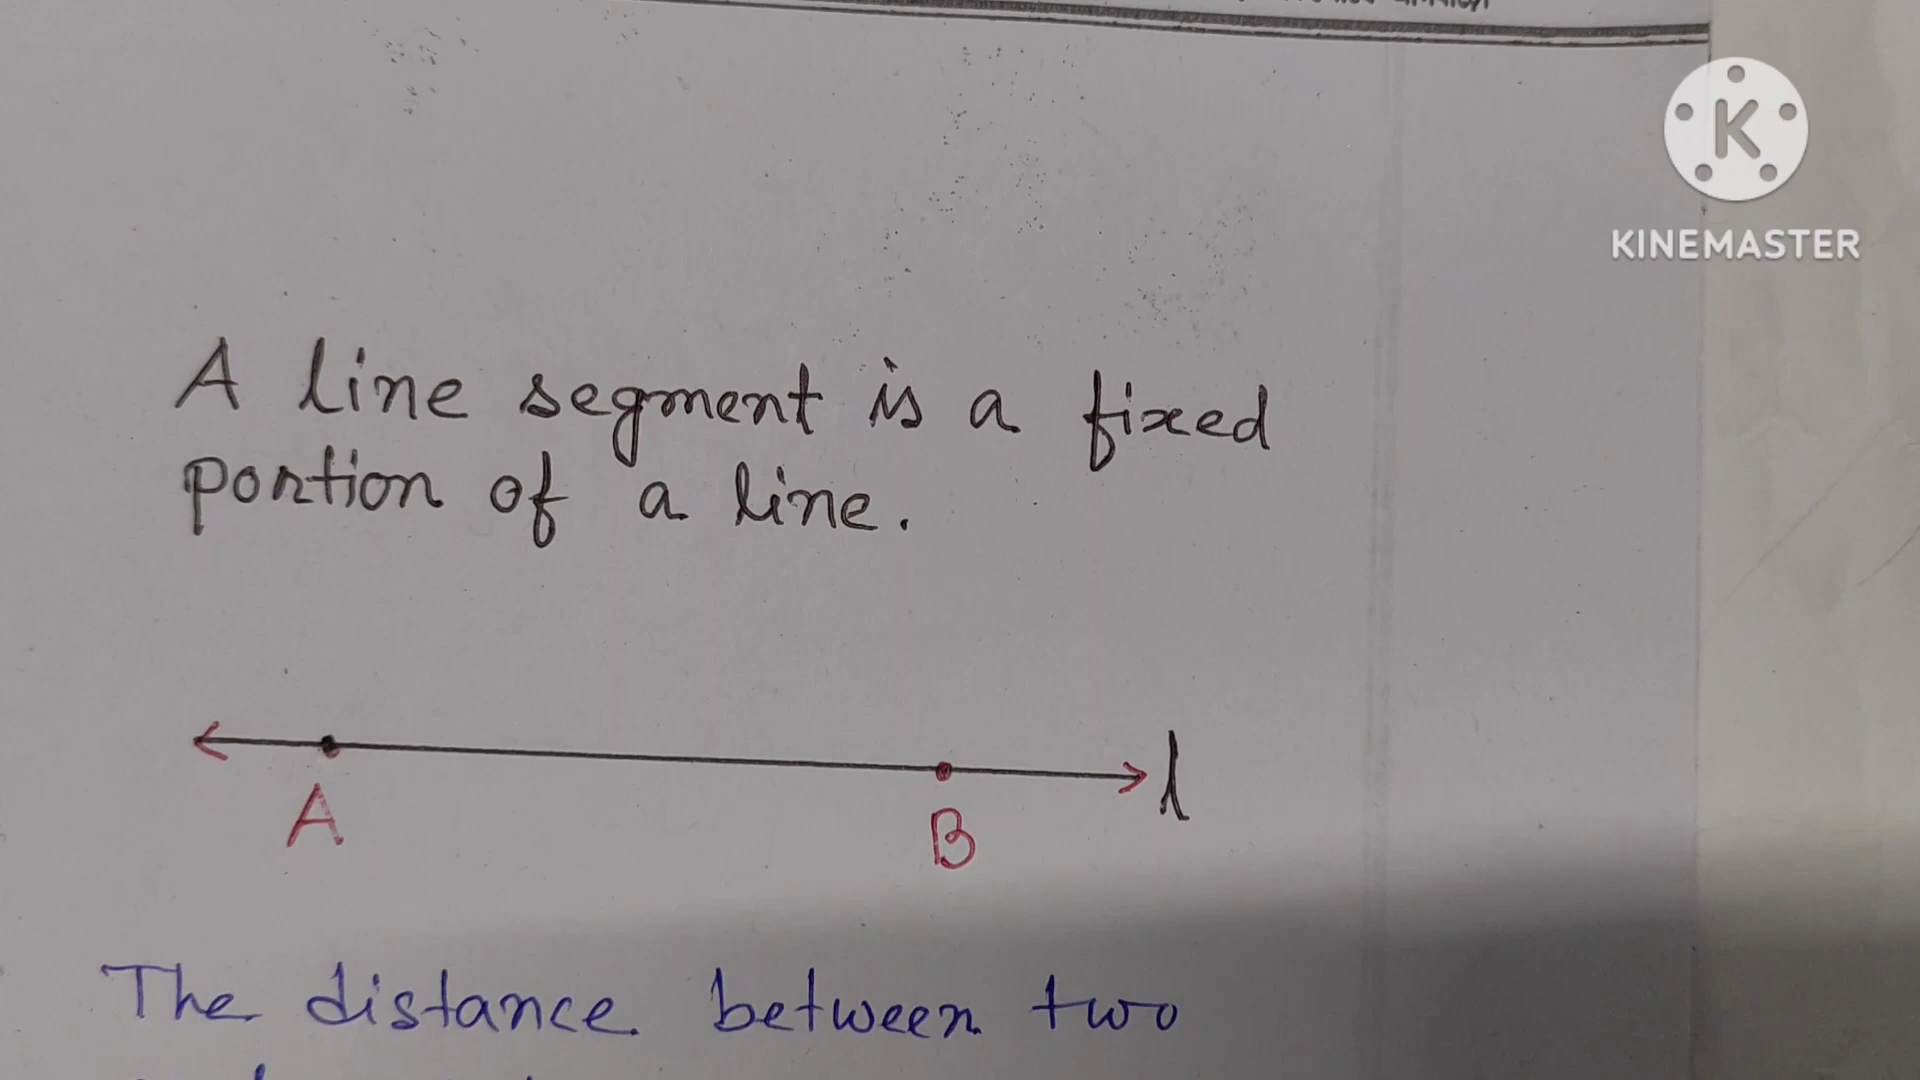 K
KINEMASTER
A line segment is a fixed
portion of a line.
l
A
B
The distance between two